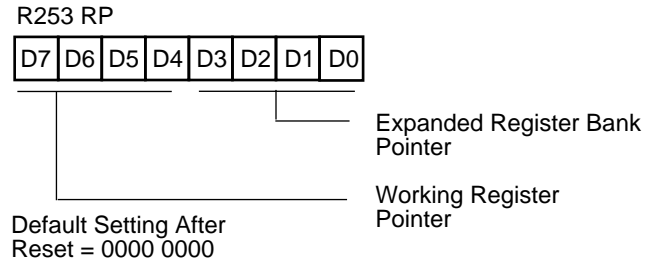 R253 RP
D7 D6 D5 D4 D3 D2 D1 D0
Expanded Register Bank
Pointer
Working Register
Pointer
Default Setting After
Reset = 0000 0000